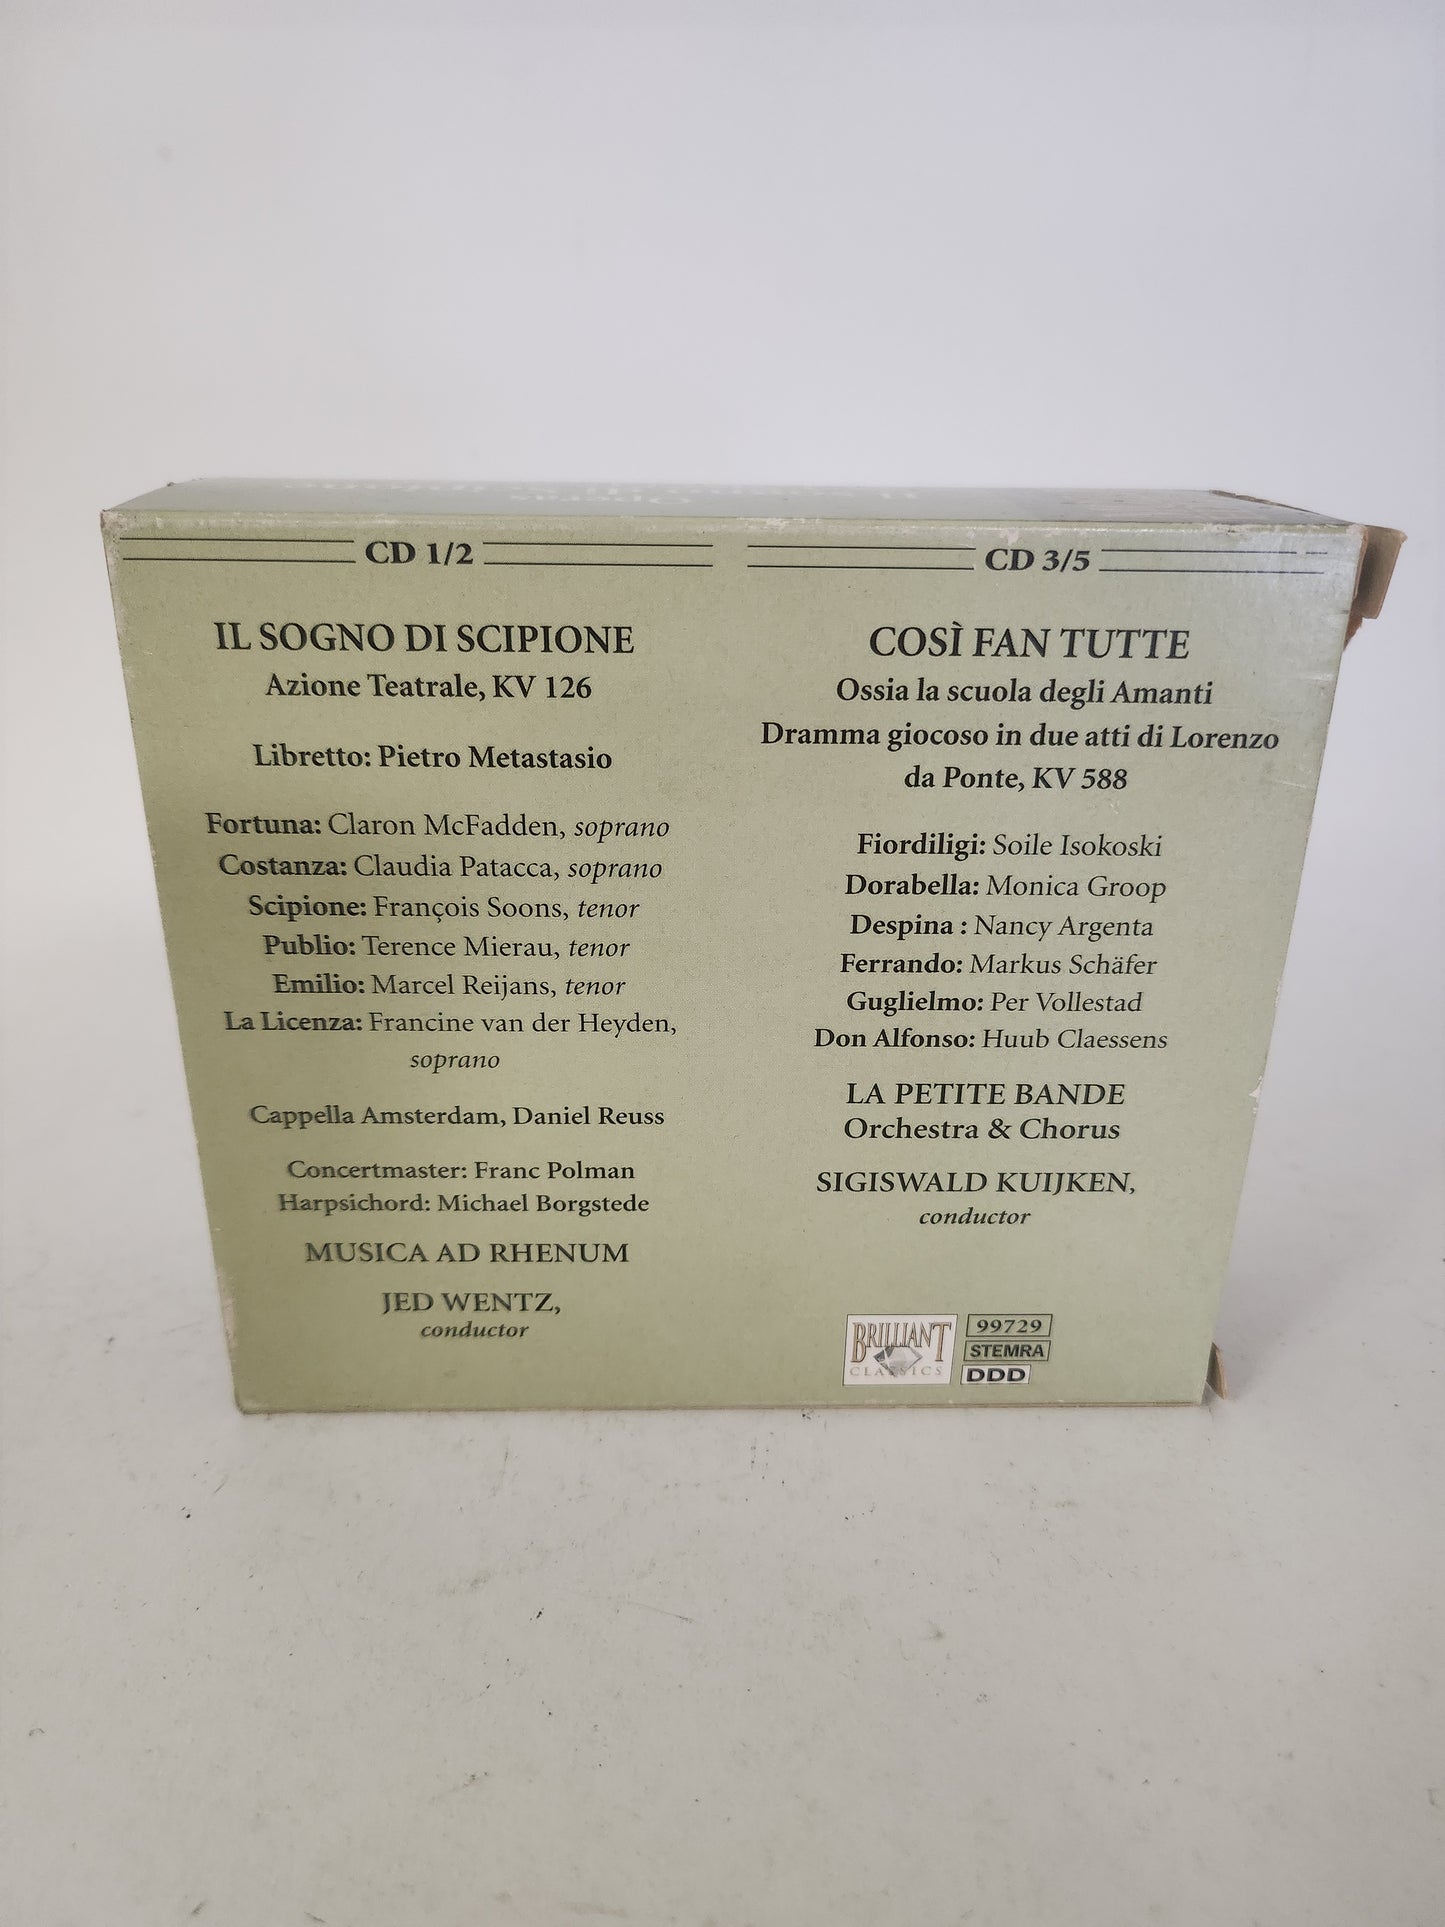 Operas
CD 1/2
IL SOGNO DI SCIPIONE
Azione Teatrale, KV 126
Libretto: Pietro Metastasio
Fortuna: Claron McFadden, soprano
Costanza: Claudia Patacca, soprano
Scipione: François Soons, tenor
Publio: Terence Mierau, tenor
Emilio: Marcel Reijans, tenor
La Licenza: Francine van der Heyden,
soprano
Cappella Amsterdam, Daniel Reuss
Concertmaster: Franc Polman
Harpsichord: Michael Borgstede
MUSICA AD RHENUM
JED WENTZ,
conductor
CD 3/5
COSÌ FAN TUTTE
Ossia la scuola degli Amanti
Dramma giocoso in due atti di Lorenzo
da Ponte, KV 588
Fiordiligi: Soile Isokoski
Dorabella: Monica Groop
Despina : Nancy Argenta
Ferrando: Markus Schäfer
Guglielmo: Per Vollestad
Don Alfonso: Huub Claessens
LA PETITE BANDE
Orchestra & Chorus
SIGISWALD KUIJKEN,
conductor
BRILLIANT
CLASSICS
99729
STEMRA
DDD